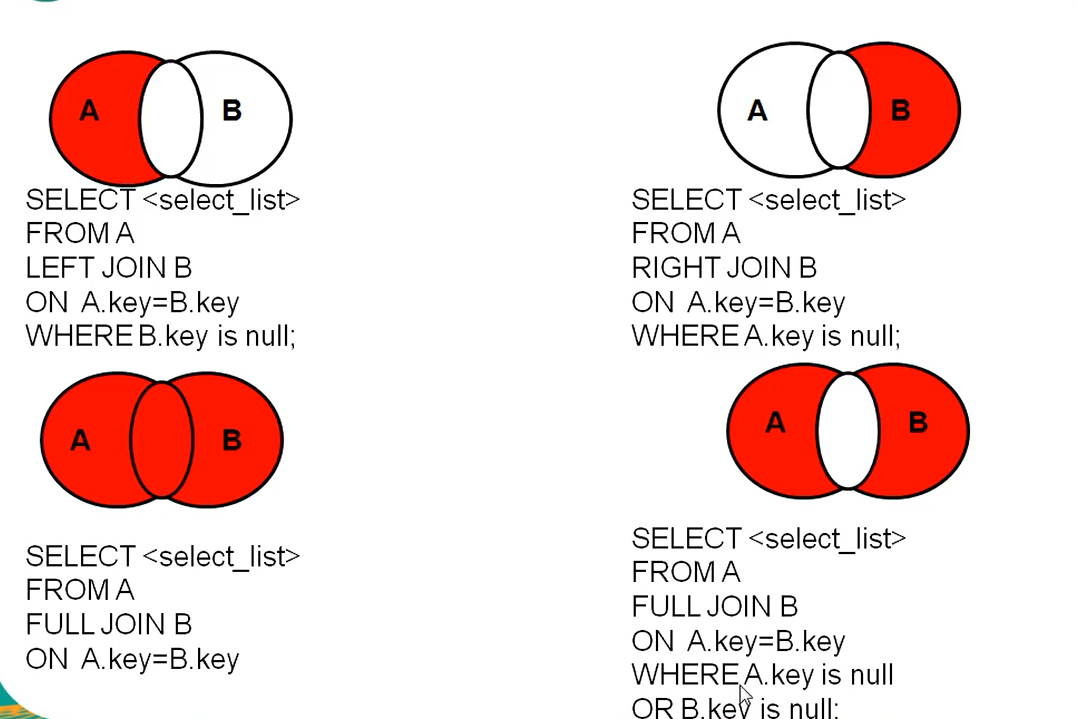 A B
SELECT <select_list>
FROM A
LEFT JOIN B
ON A.key=B.key
WHERE B.key is null;
A B
SELECT <select_list>
FROM A
RIGHT JOIN B
ON A.key=B.key
WHERE A.key is null;
A B
SELECT <select_list>
FROM A
FULL JOIN B
ON A.key=B.key
A B
SELECT <select_list>
FROM A
FULL JOIN B
ON A.key=B.key
WHERE A.key is null
OR B.key is null;